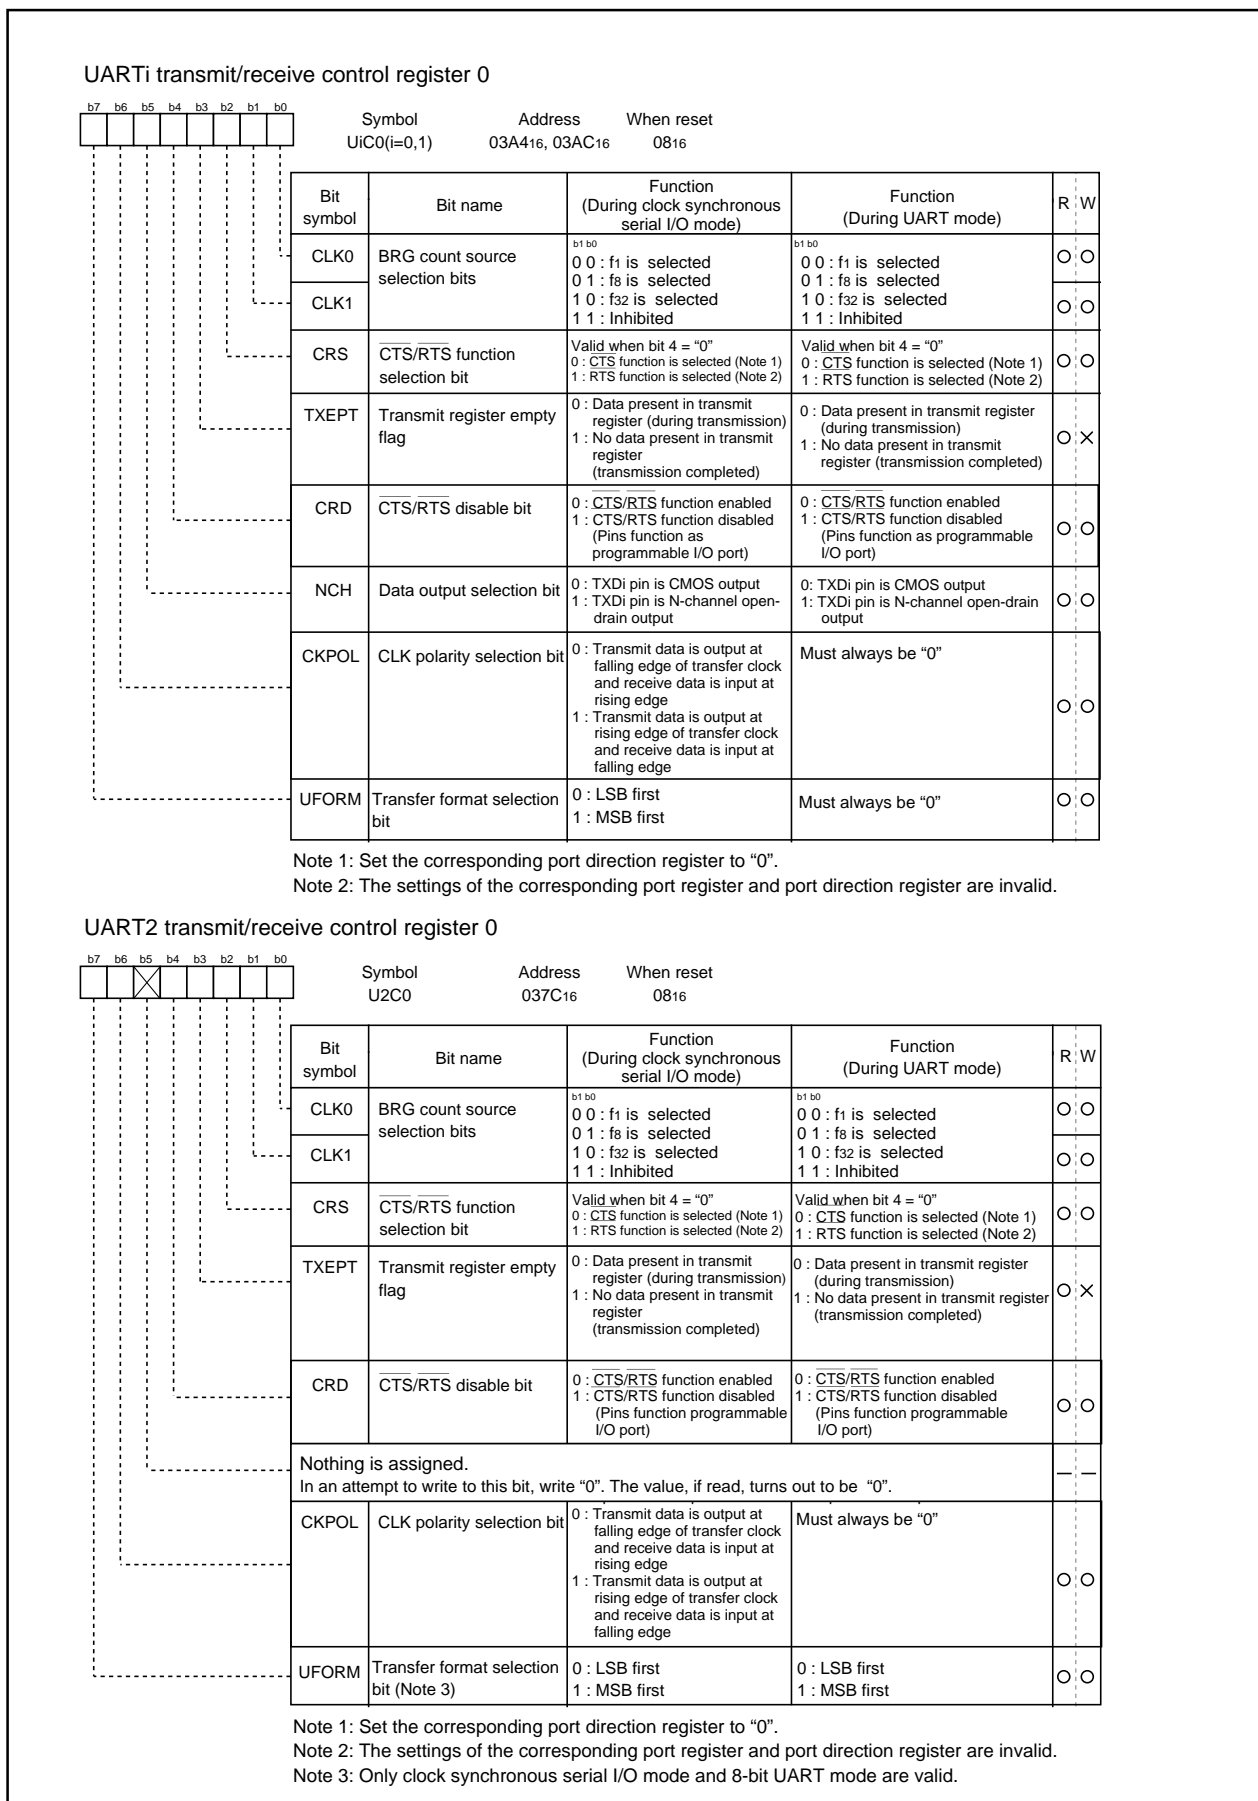 UARTi transmit/receive control register 0
b7 b6 b5 b4 b3 b2 b1 b0
Symbol Address When reset
UiC0(i=0,1) 03A416, 03AC16 0816
Bit symbol Bit name Function (During clock synchronous serial I/O mode) Function (During UART mode) R W
CLK0 BRG count source selection bits
CLK1
b1 b0
0 0 : f1 is selected
0 1 : f8 is selected
1 0 : f32 is selected
1 1 : Inhibited
b1 b0
0 0 : f1 is selected
0 1 : f8 is selected
1 0 : f32 is selected
1 1 : Inhibited
CRS CTS/RTS function selection bit
Valid when bit 4 = “0”
0 : CTS function is selected (Note 1)
1 : RTS function is selected (Note 2)
Valid when bit 4 = “0”
0 : CTS function is selected (Note 1)
1 : RTS function is selected (Note 2)
TXEPT Transmit register empty flag
0 : Data present in transmit
register (during transmission)
1 : No data present in transmit
register
(transmission completed)
0 : Data present in transmit register
(during transmission)
1 : No data present in transmit
register (transmission completed)
CRD CTS/RTS disable bit
0 : CTS/RTS function enabled
1 : CTS/RTS function disabled
(Pins function as
programmable I/O port)
0 : CTS/RTS function enabled
1 : CTS/RTS function disabled
(Pins function as programmable
I/O port)
NCH Data output selection bit
0 : TXDi pin is CMOS output
1 : TXDi pin is N-channel open-
drain output
0: TXDi pin is CMOS output
1: TXDi pin is N-channel open-drain
output
CKPOL CLK polarity selection bit
0 : Transmit data is output at
falling edge of transfer clock
and receive data is input at
rising edge
1 : Transmit data is output at
rising edge of transfer clock
and receive data is input at
falling edge
Must always be “0”
UFORM Transfer format selection bit
0 : LSB first
1 : MSB first
Must always be “0”
Note 1: Set the corresponding port direction register to “0”.
Note 2: The settings of the corresponding port register and port direction register are invalid.
UART2 transmit/receive control register 0
b7 b6 b5 b4 b3 b2 b1 b0
Symbol Address When reset
U2C0 037C16 0816
Bit symbol Bit name Function (During clock synchronous serial I/O mode) Function (During UART mode) R W
CLK0 BRG count source selection bits
CLK1
b1 b0
0 0 : f1 is selected
0 1 : f8 is selected
1 0 : f32 is selected
1 1 : Inhibited
b1 b0
0 0 : f1 is selected
0 1 : f8 is selected
1 0 : f32 is selected
1 1 : Inhibited
CRS CTS/RTS function selection bit
Valid when bit 4 = “0”
0 : CTS function is selected (Note 1)
1 : RTS function is selected (Note 2)
Valid when bit 4 = “0”
0 : CTS function is selected (Note 1)
1 : RTS function is selected (Note 2)
TXEPT Transmit register empty flag
0 : Data present in transmit
register (during transmission)
1 : No data present in transmit
register
(transmission completed)
0 : Data present in transmit register
(during transmission)
1 : No data present in transmit register
(transmission completed)
CRD CTS/RTS disable bit
0 : CTS/RTS function enabled
1 : CTS/RTS function disabled
(Pins function programmable
I/O port)
0 : CTS/RTS function enabled
1 : CTS/RTS function disabled
(Pins function programmable
I/O port)
Nothing is assigned.
In an attempt to write to this bit, write “0”. The value, if read, turns out to be “0”.
CKPOL CLK polarity selection bit
0 : Transmit data is output at
falling edge of transfer clock
and receive data is input at
rising edge
1 : Transmit data is output at
rising edge of transfer clock
and receive data is input at
falling edge
Must always be “0”
UFORM Transfer format selection bit (Note 3)
0 : LSB first
1 : MSB first
0 : LSB first
1 : MSB first
Note 1: Set the corresponding port direction register to “0”.
Note 2: The settings of the corresponding port register and port direction register are invalid.
Note 3: Only clock synchronous serial I/O mode and 8-bit UART mode are valid.